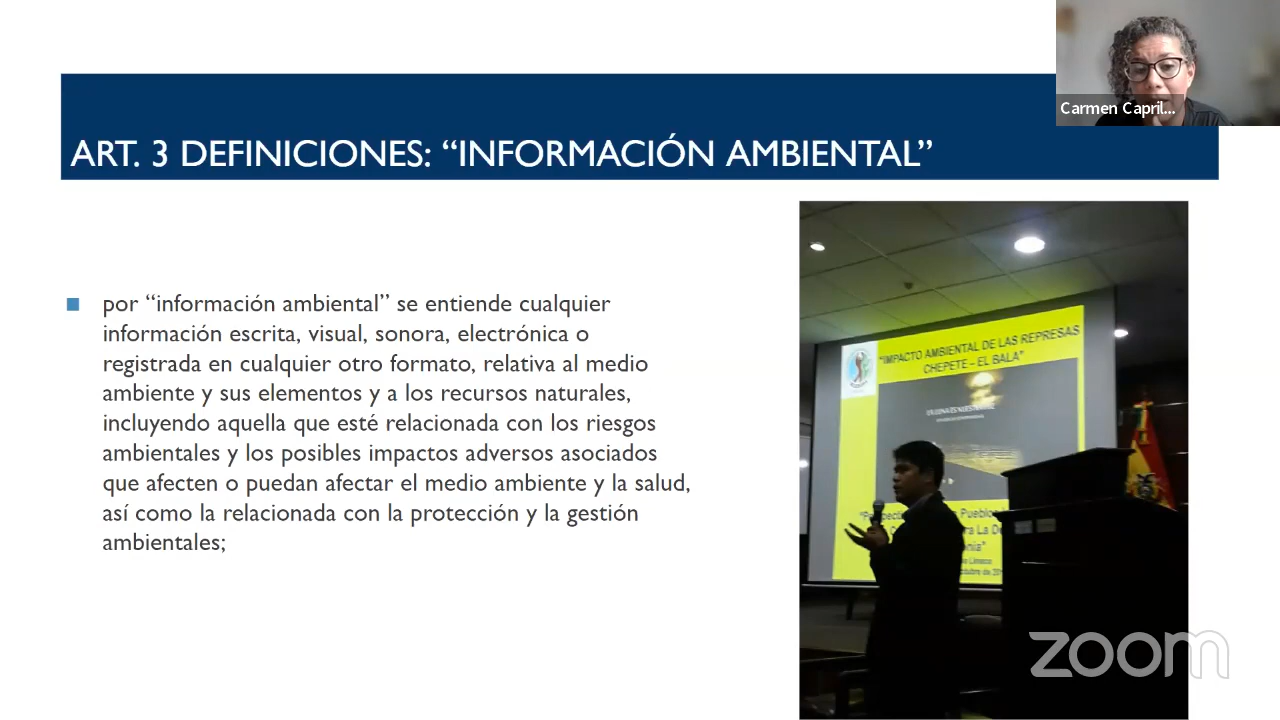 Carmen Capril...
ART. 3 DEFINICIONES: “INFORMACIÓN AMBIENTAL”
por “información ambiental” se entiende cualquier
información escrita, visual, sonora, electrónica o
registrada en cualquier otro formato, relativa al medio
ambiente y sus elementos y a los recursos naturales,
incluyendo aquella que esté relacionada con los riesgos
ambientales y los posibles impactos adversos asociados
que afecten o puedan afectar el medio ambiente y la salud,
así como la relacionada con la protección y la gestión
ambientales;
“IMPACTO AMBIENTAL DE LAS REPRESAS
CHEPETE – EL BALA”
zoom